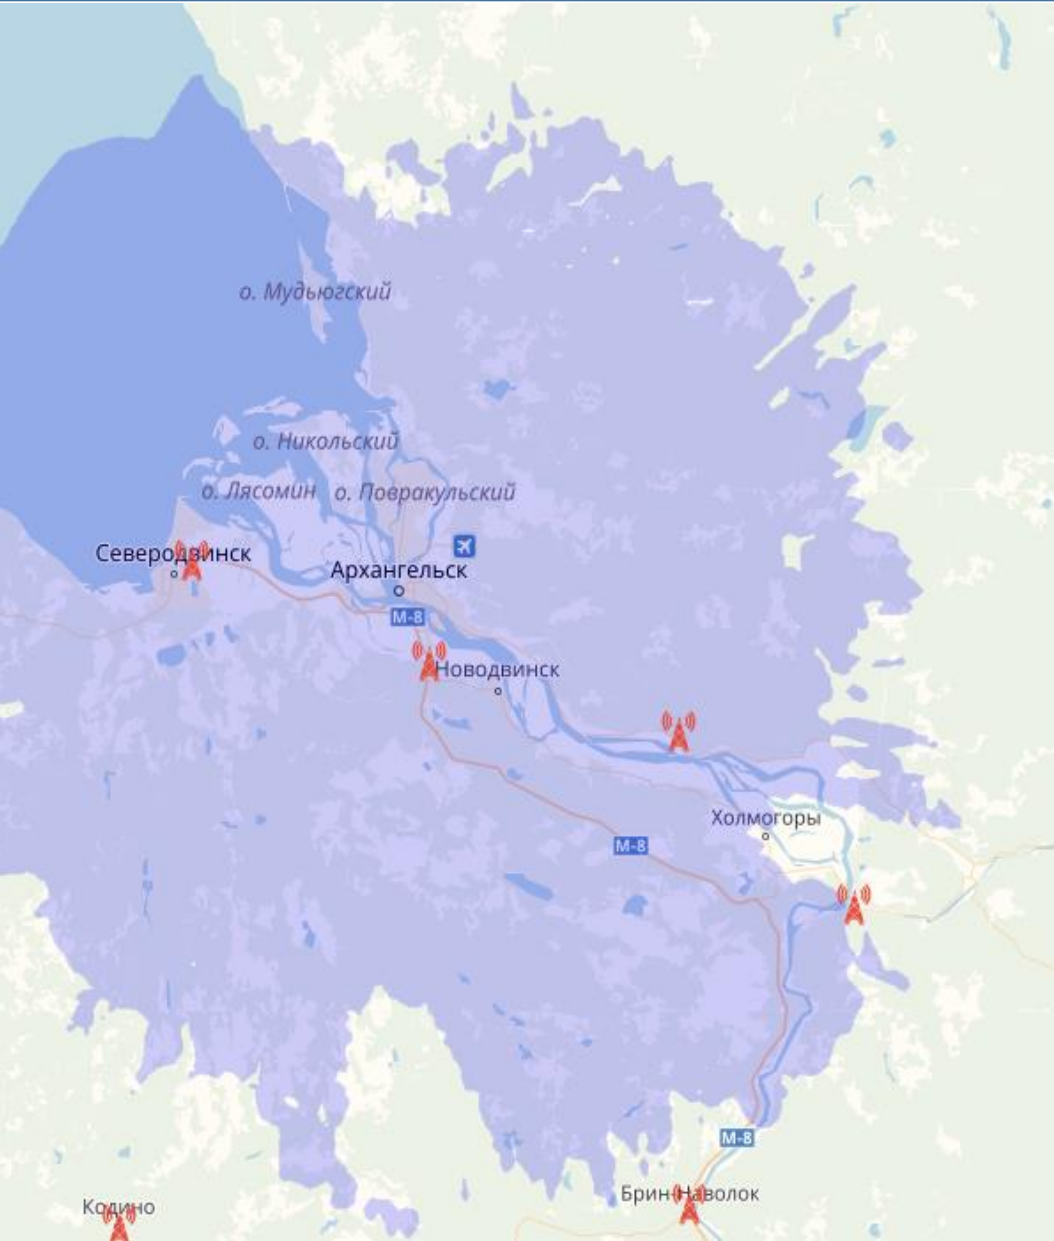 о. Мудьюгский
о. Никольский
о. Лясомин
о. Повракульский
Северодвинск
Архангельск
М-8
Новодвинск
Холмогоры
М-8
М-8
Брин-Наволок
Кодино